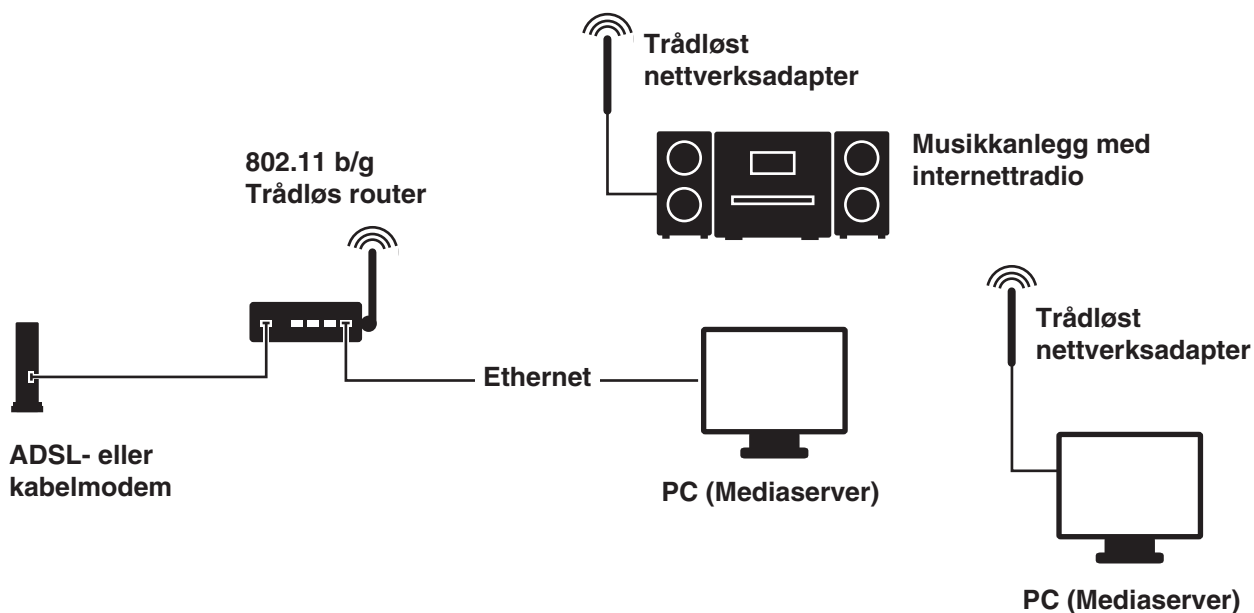 Trådløst
nettverksadapter
Musikkanlegg med
internettradio
802.11 b/g
Trådløs router
Trådløst
nettverksadapter
Ethernet
ADSL- eller
kabelmodem
PC (Mediaserver)
PC (Mediaserver)